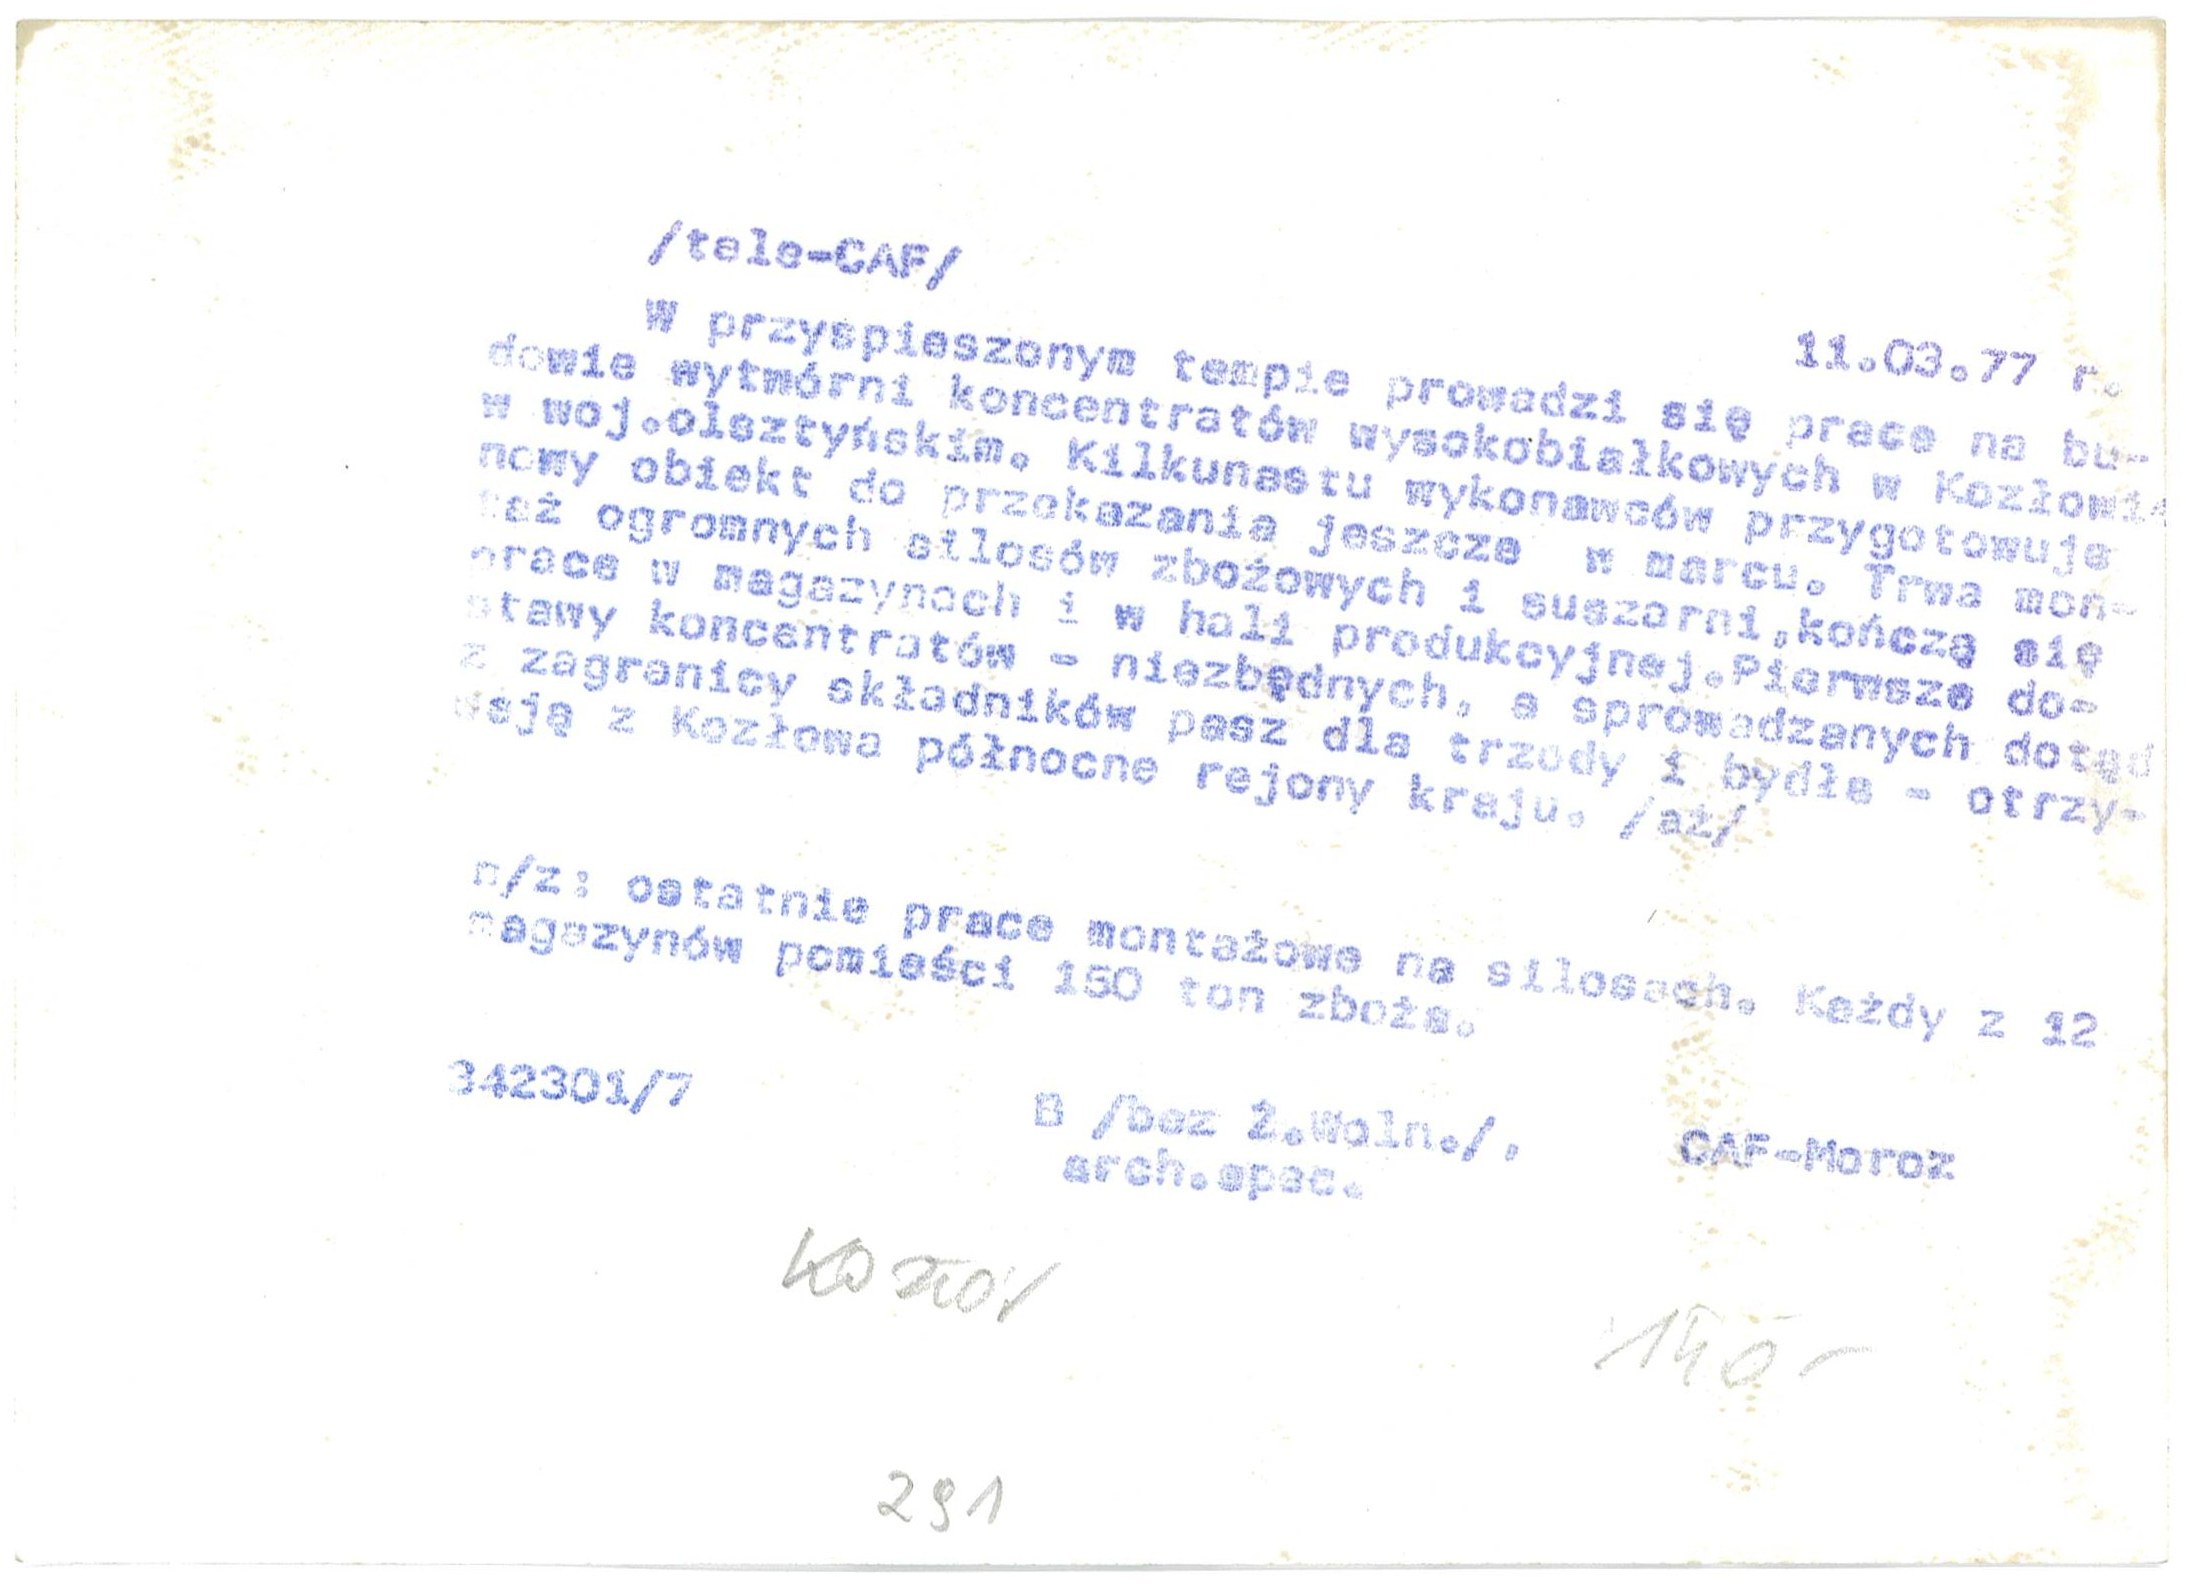 /tele-CAF/
11.03.77 r.
W przyspieszonym tempie prowadzi się prace na bu-
dowie wytwórni koncentratów wysokobiałkowych w Kozłowie
w woj.olsztyńskim. Kilkunastu wykonawców przygotowuje
nowy obiekt do przekazania jeszcze w marcu. Trwa mon-
taż ogromnych silosów zbożowych i suszarni,kończą się
prace w magazynach i w hali produkcyjnej.Pierwsze do-
stawy koncentratów - niezbędnych, a sprowadzanych dotąd
z zagranicy składników pasz dla trzody i bydła - otrzy-
mają z Kozłowa północne rejony kraju. /aż/
n/z: ostatnie prace montażowe na silosach. Każdy z 12
magazynów pomieści 150 ton zboża.
342301/7
B /bez Ż.Woln./,
arch.spec.
CAF-Moroz
140-
291